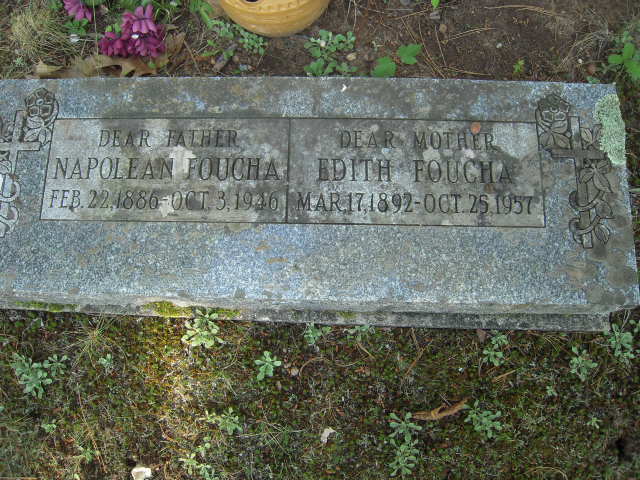 DEAR FATHER
NAPOLEAN FOUCHA
FEB. 22, 1886 - OCT. 3, 1946
DEAR MOTHER
EDITH FOUCHA
MAR. 17, 1892 - OCT. 25, 1957